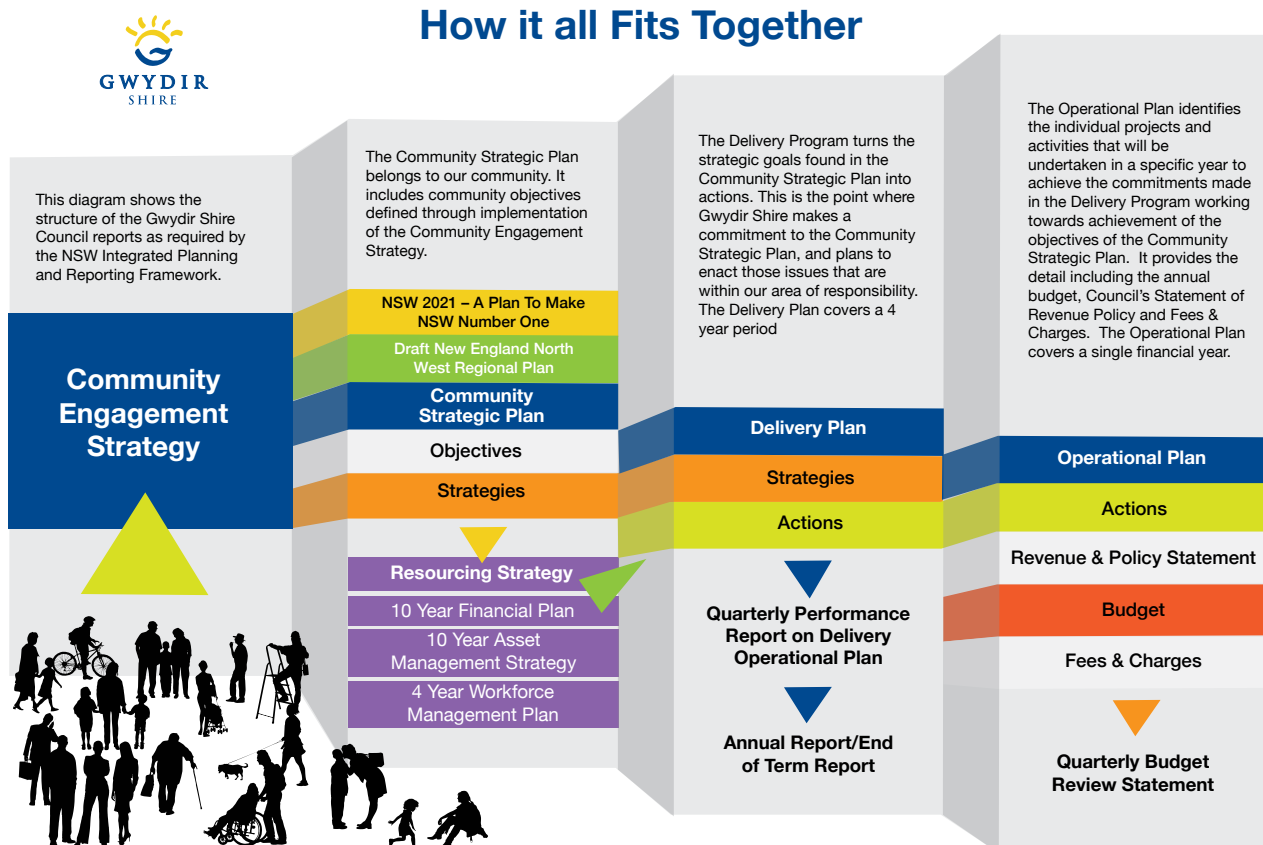 How it all Fits Together
GWYDIR
SHIRE
This diagram shows the
structure of the Gwydir Shire
Council reports as required by
the NSW Integrated Planning
and Reporting Framework.
Community
Engagement
Strategy
The Community Strategic Plan
belongs to our community. It
includes community objectives
defined through implementation
of the Community Engagement
Strategy.
NSW 2021 – A Plan To Make
NSW Number One
Draft New England North
West Regional Plan
Community
Strategic Plan
Objectives
Strategies
Resourcing Strategy
10 Year Financial Plan
10 Year Asset
Management Strategy
4 Year Workforce
Management Plan
The Delivery Program turns the
strategic goals found in the
Community Strategic Plan into
actions. This is the point where
Gwydir Shire makes a
commitment to the Community
Strategic Plan, and plans to
enact those issues that are
within our area of responsibility.
The Delivery Plan covers a 4
year period
Delivery Plan
Strategies
Actions
Quarterly Performance
Report on Delivery
Operational Plan
Annual Report/End
of Term Report
The Operational Plan identifies
the individual projects and
activities that will be
undertaken in a specific year to
achieve the commitments made
in the Delivery Program working
towards achievement of the
objectives of the Community
Strategic Plan.  It provides the
detail including the annual
budget, Council's Statement of
Revenue Policy and Fees &
Charges.  The Operational Plan
covers a single financial year.
Operational Plan
Actions
Revenue & Policy Statement
Budget
Fees & Charges
Quarterly Budget
Review Statement